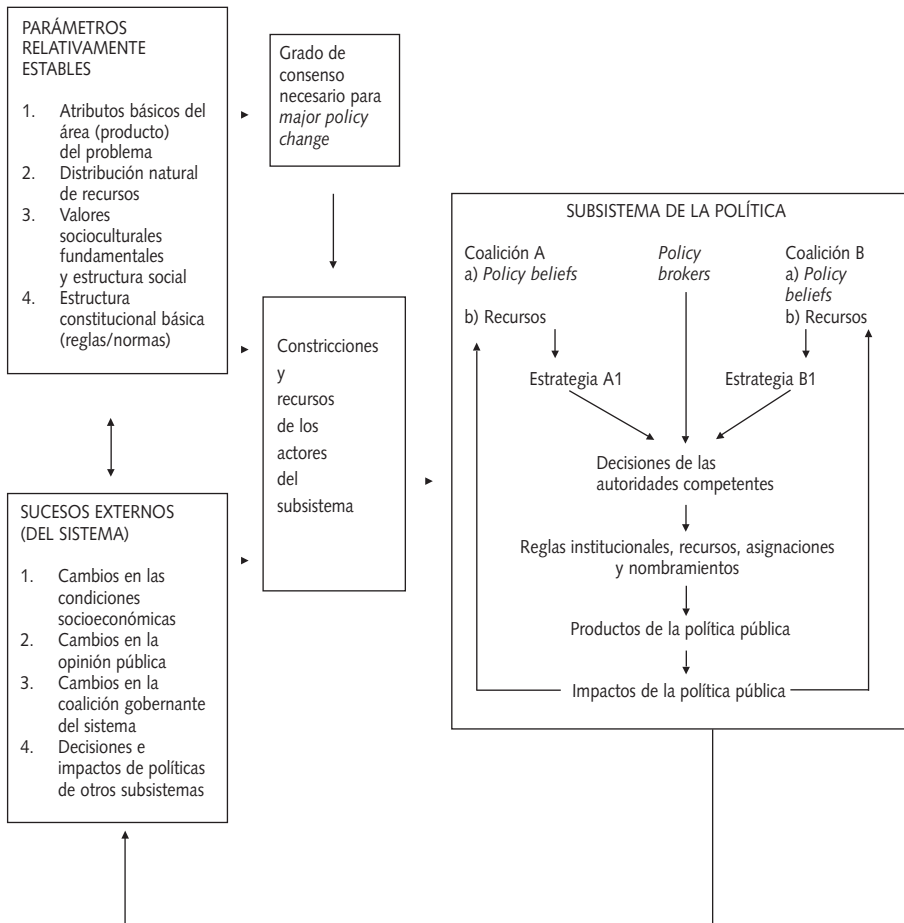 PARÁMETROS
RELATIVAMENTE
ESTABLES
1. Atributos básicos del
área (producto)
del problema
2. Distribución natural
de recursos
3. Valores
socioculturales
fundamentales
y estructura social
4. Estructura
constitucional básica
(reglas/normas)
Grado de
consenso
necesario para
major policy
change
SUCESOS EXTERNOS
(DEL SISTEMA)
1. Cambios en las
condiciones
socioeconómicas
2. Cambios en la
opinión pública
3. Cambios en la
coalición gobernante
del sistema
4. Decisiones e
impactos de políticas
de otros subsistemas
Constricciones
y
recursos
de los
actores
del
subsistema
SUBSISTEMA DE LA POLÍTICA
Coalición A
a) Policy beliefs
b) Recursos
Policy
brokers
Coalición B
a) Policy
beliefs
b) Recursos
Estrategia A1
Estrategia B1
Decisiones de las
autoridades competentes
Reglas institucionales, recursos, asignaciones
y nombramientos
Productos de la política pública
Impactos de la política pública